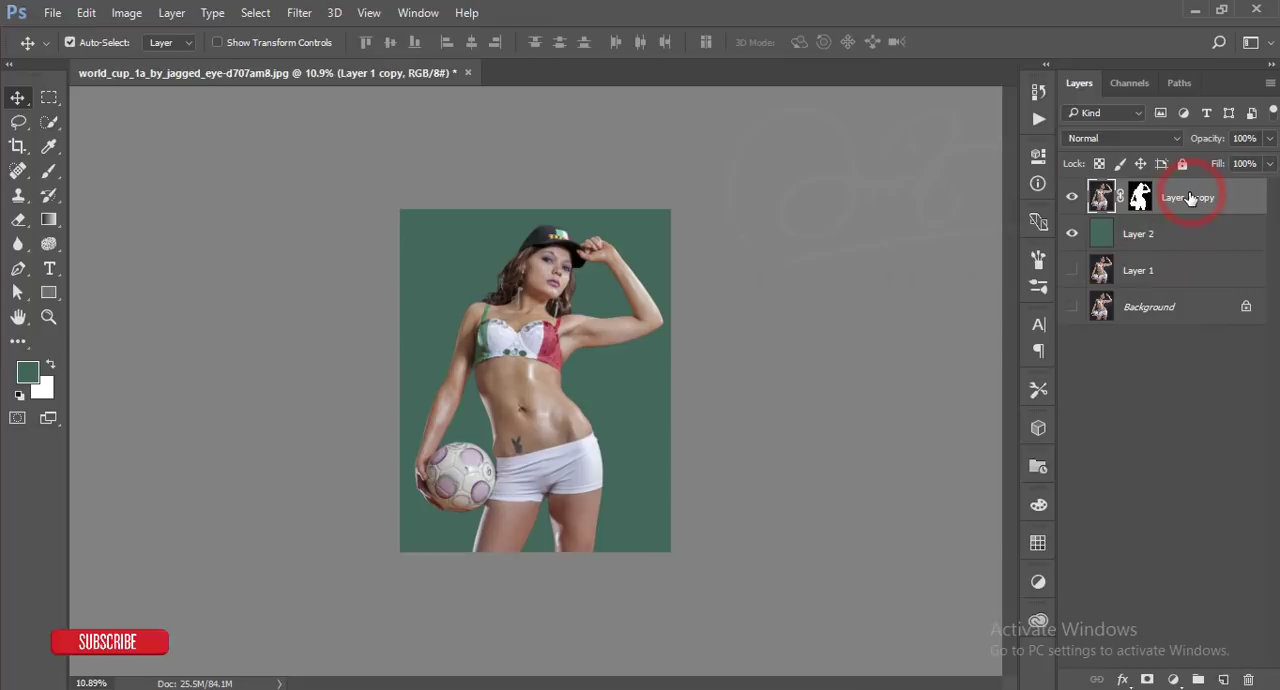 Ps File Edit Image Layer Type Select Filter 3D View Window Help
Auto-Select: Layer Show Transform Controls 3D Mode:
world_cup_1a_by_jagged_eye-d707am8.jpg @ 10.9% (Layer 1 copy, RGB/8#) * ×
Layers Channels Paths
Kind
Normal Opacity: 100%
Lock: Fill: 100%
Layer copy
Layer 2
Layer 1
Background
SUBSCRIBE
Activate Windows
Go to PC settings to activate Windows.
10.89% Doc: 25.5M/84.1M